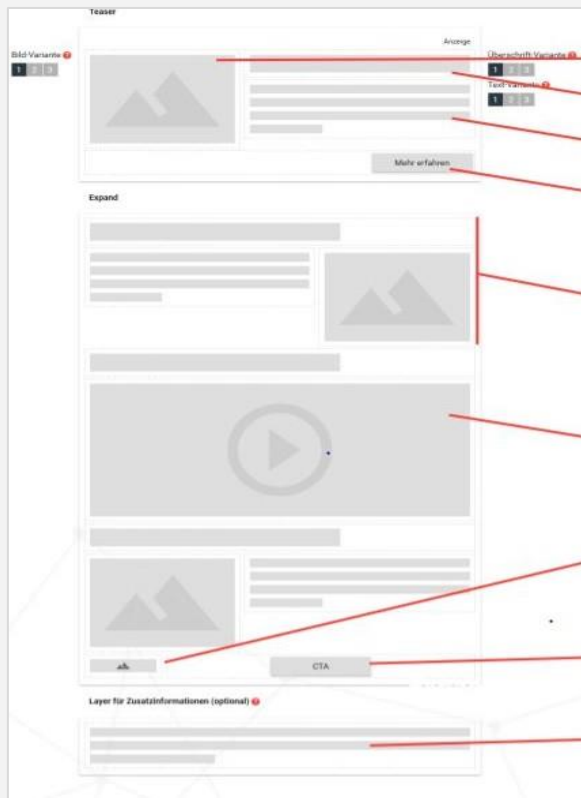 Teaser
Anzeige
Bild-Variante ?
1 2 3
Überschrift-Variante ?
1 2 3
Text-Variante ?
1 2 3
Mehr erfahren
Expand
CTA
Layer für Zusatzinformationen (optional) ?